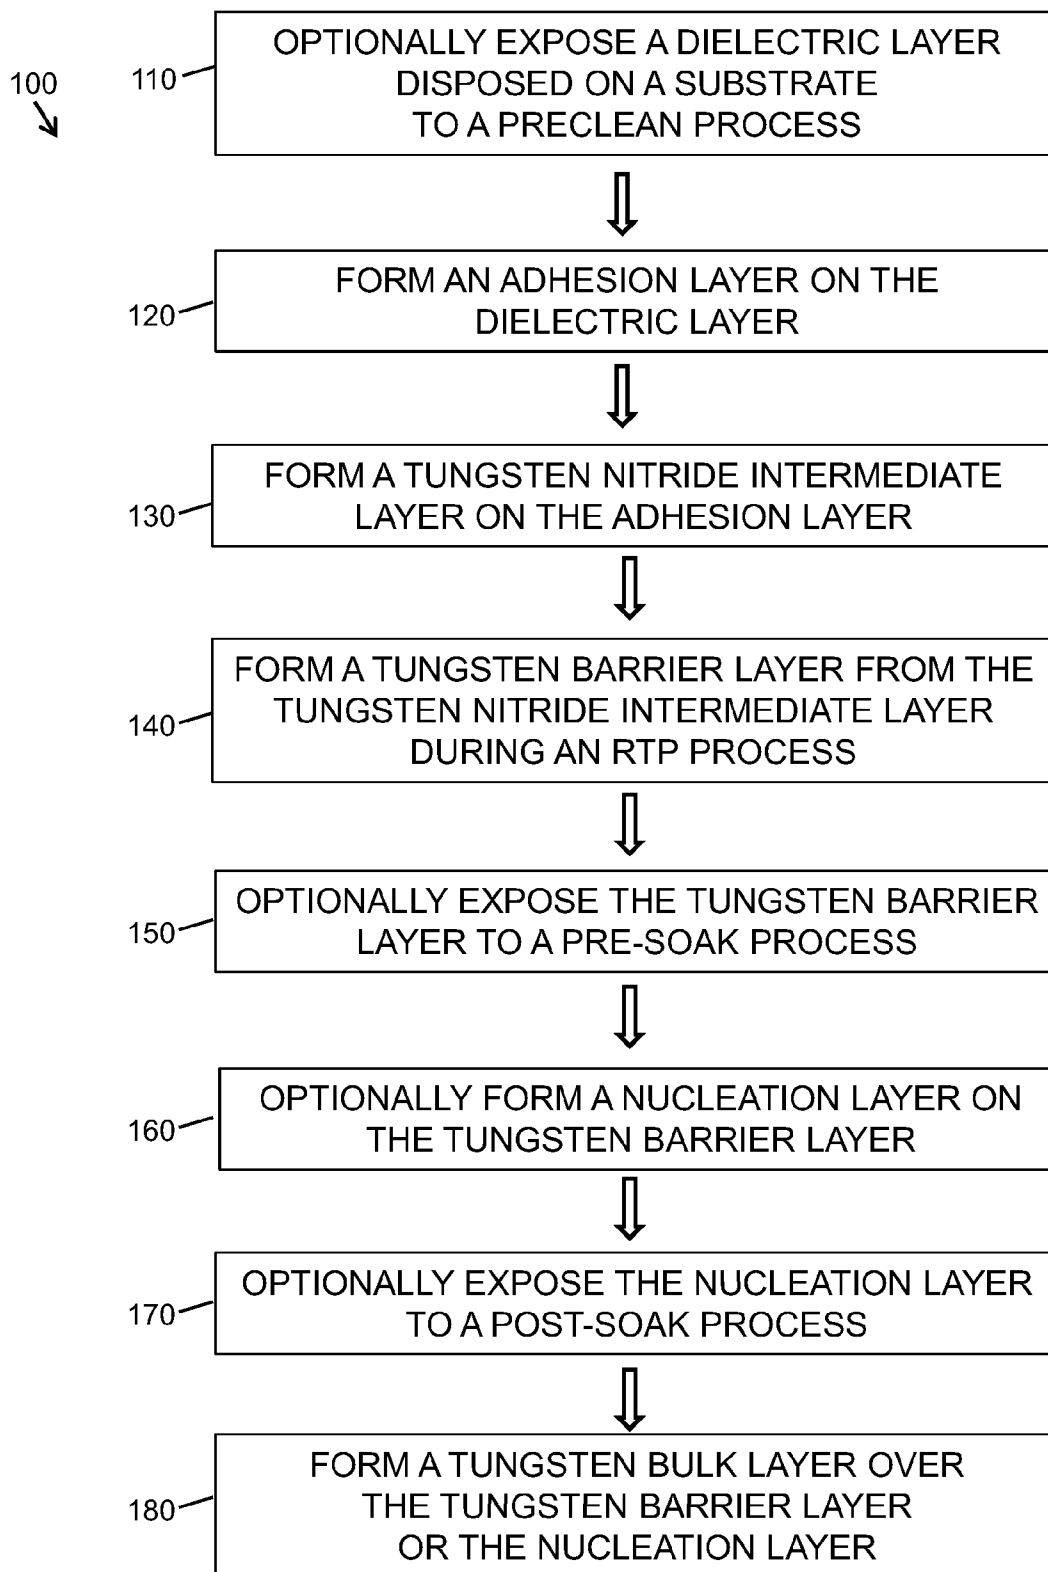 100
110
OPTIONALLY EXPOSE A DIELECTRIC LAYER
DISPOSED ON A SUBSTRATE
TO A PRECLEAN PROCESS
120
FORM AN ADHESION LAYER ON THE
DIELECTRIC LAYER
130
FORM A TUNGSTEN NITRIDE INTERMEDIATE
LAYER ON THE ADHESION LAYER
140
FORM A TUNGSTEN BARRIER LAYER FROM THE
TUNGSTEN NITRIDE INTERMEDIATE LAYER
DURING AN RTP PROCESS
150
OPTIONALLY EXPOSE THE TUNGSTEN BARRIER
LAYER TO A PRE-SOAK PROCESS
160
OPTIONALLY FORM A NUCLEATION LAYER ON
THE TUNGSTEN BARRIER LAYER
170
OPTIONALLY EXPOSE THE NUCLEATION LAYER
TO A POST-SOAK PROCESS
180
FORM A TUNGSTEN BULK LAYER OVER
THE TUNGSTEN BARRIER LAYER
OR THE NUCLEATION LAYER